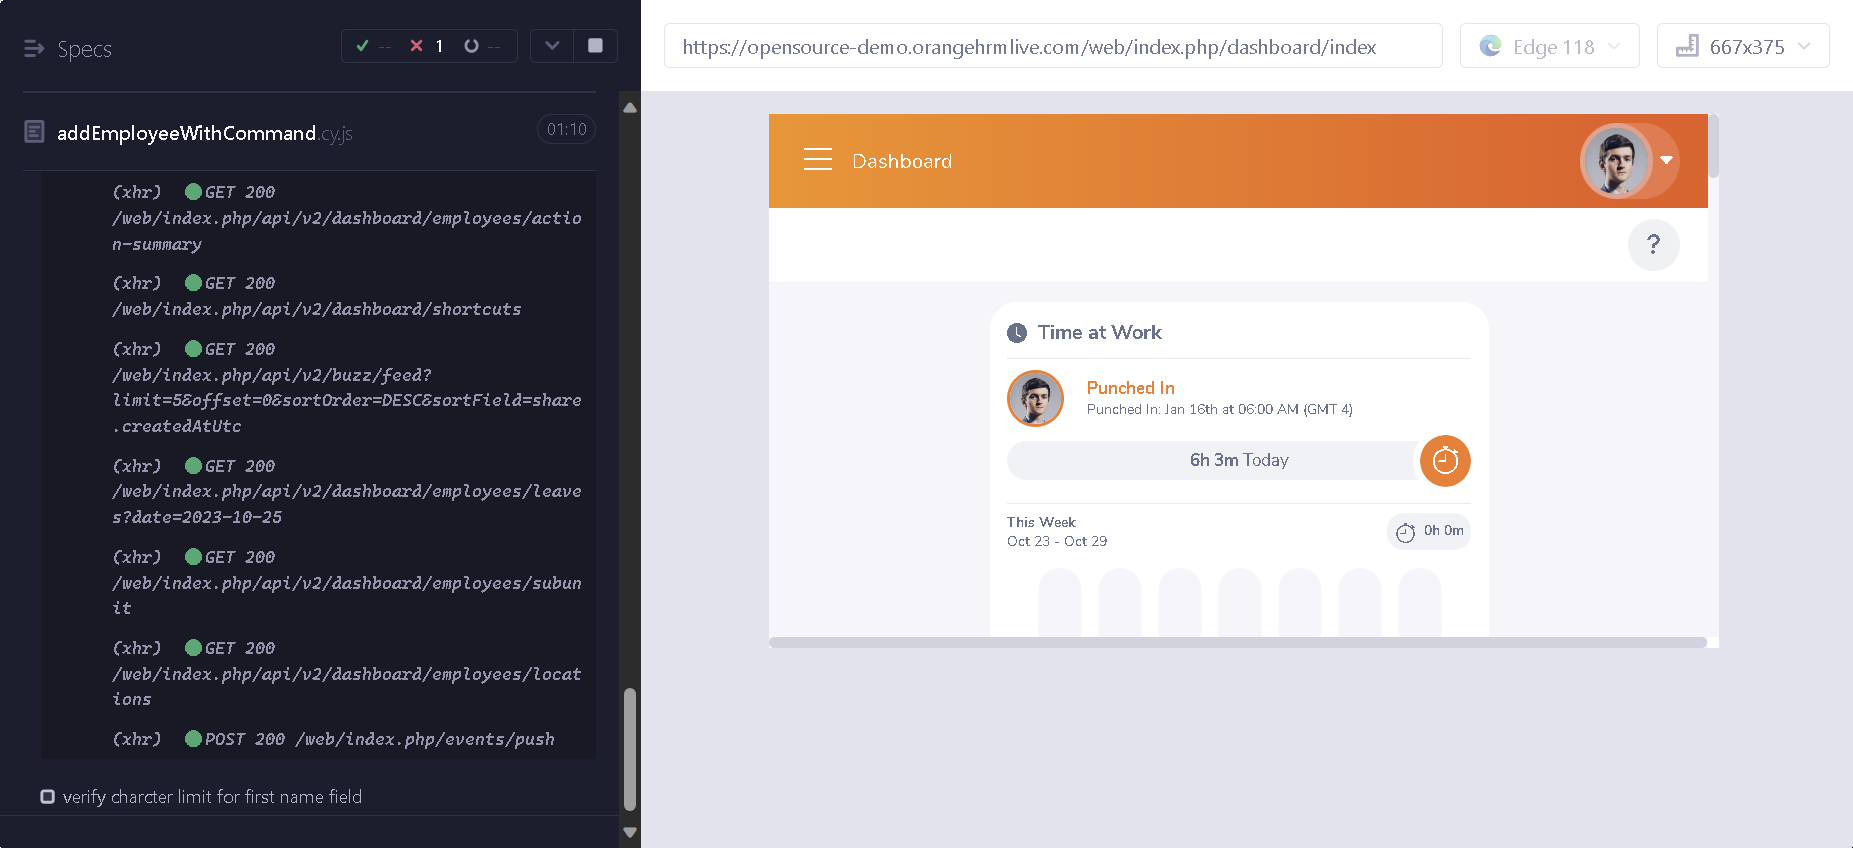 Specs
--
1
--
addEmployeeWithCommand.cy.js
01:10
(xhr) GET 200
/web/index.php/api/v2/dashboard/employees/actio
n-summary
(xhr) GET 200
/web/index.php/api/v2/dashboard/shortcuts
(xhr) GET 200
/web/index.php/api/v2/buzz/feed?
limit=5&offset=0&sortOrder=DESC&sortField=share
.createdAtUtc
(xhr) GET 200
/web/index.php/api/v2/dashboard/employees/leave
s?date=2023-10-25
(xhr) GET 200
/web/index.php/api/v2/dashboard/employees/subun
it
(xhr) GET 200
/web/index.php/api/v2/dashboard/employees/locat
ions
(xhr) POST 200 /web/index.php/events/push
verify charcter limit for first name field
https://opensource-demo.orangehrmlive.com/web/index.php/dashboard/index
Edge 118
667x375
Dashboard
?
Time at Work
Punched In
Punched In: Jan 16th at 06:00 AM (GMT 4)
6h 3m Today
This Week
Oct 23 - Oct 29
0h 0m